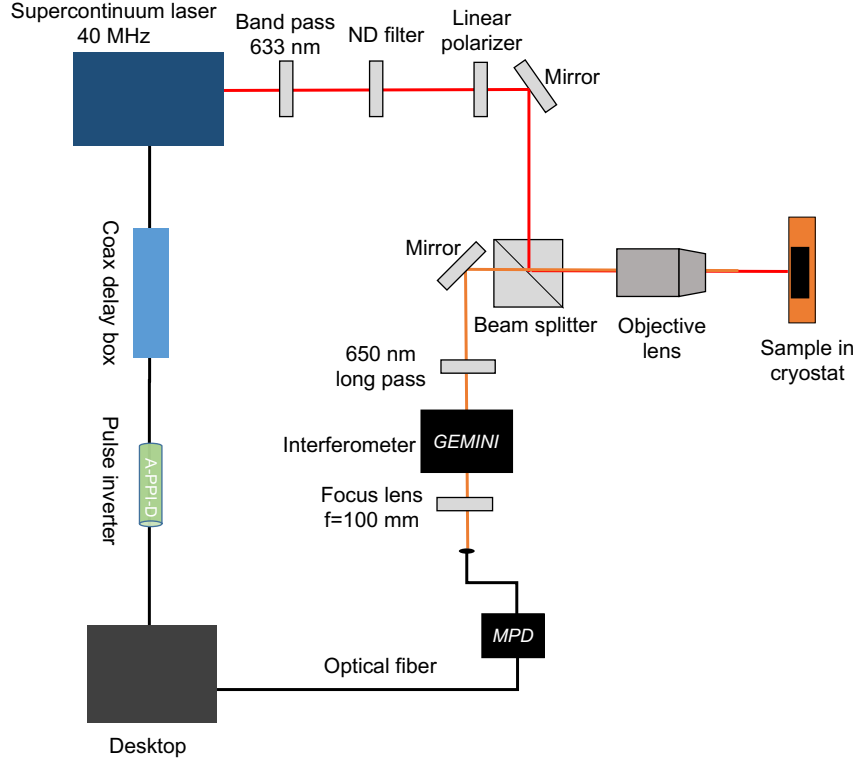 Supercontinuum laser
40 MHz
Band pass
633 nm
ND filter
Linear
polarizer
Mirror
Coax delay box
Mirror
Beam splitter
Objective
lens
Sample in
cryostat
650 nm
long pass
Interferometer
GEMINI
Pulse inverter
A-PPI-D
Focus lens
f=100 mm
MPD
Optical fiber
Desktop